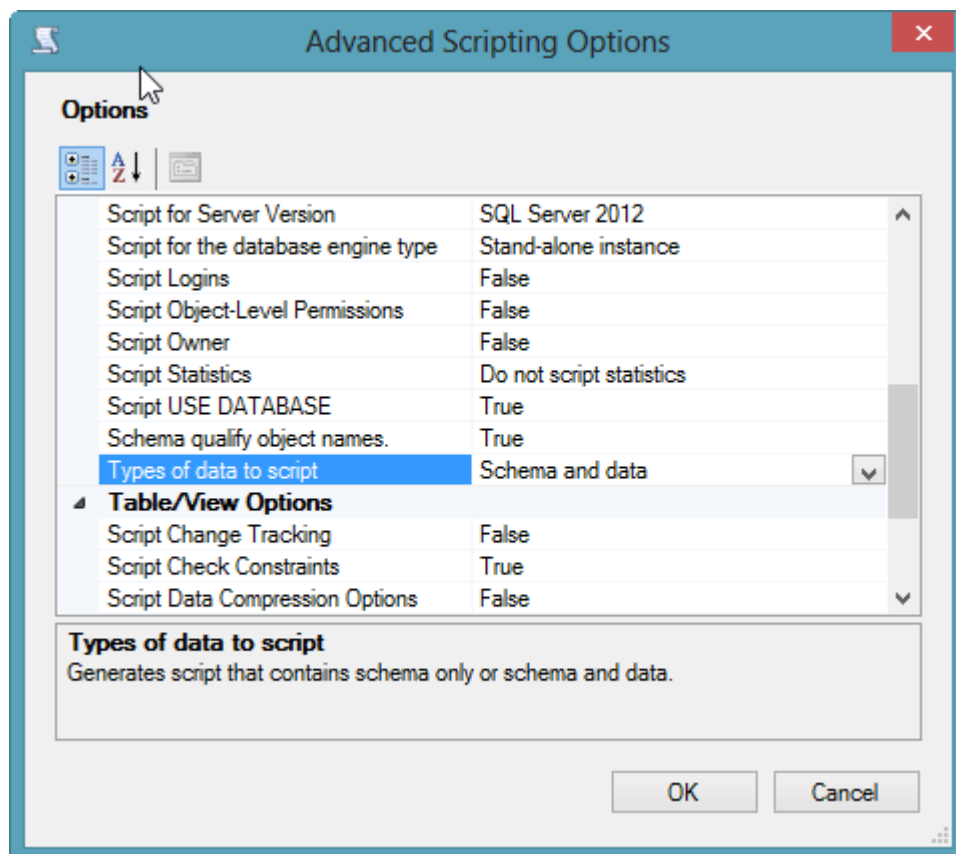 Advanced Scripting Options
Options
Script for Server Version SQL Server 2012
Script for the database engine type Stand-alone instance
Script Logins False
Script Object-Level Permissions False
Script Owner False
Script Statistics Do not script statistics
Script USE DATABASE True
Schema qualify object names. True
Types of data to script Schema and data
Table/View Options
Script Change Tracking False
Script Check Constraints True
Script Data Compression Options False
Types of data to script
Generates script that contains schema only or schema and data.
OK Cancel